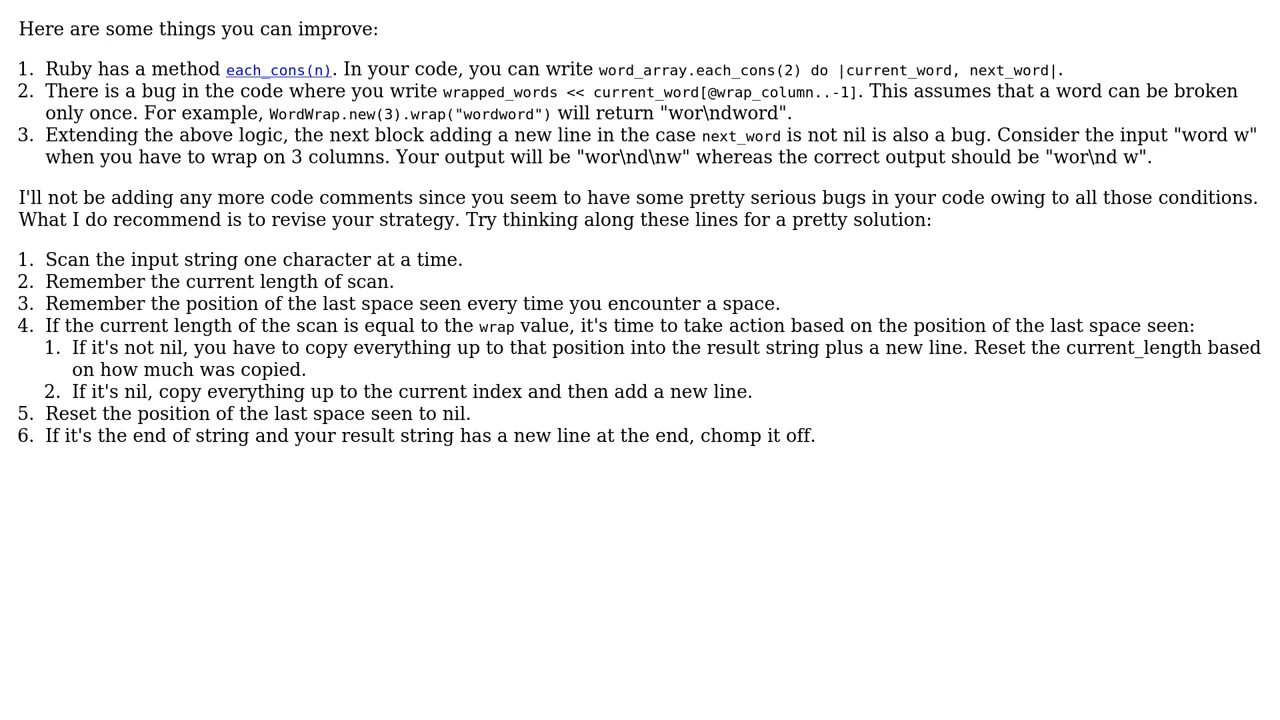 Here are some things you can improve:
1. Ruby has a method each_cons(n). In your code, you can write word_array.each_cons(2) do |current_word, next_word|.
2. There is a bug in the code where you write wrapped_words << current_word[@wrap_column..-1]. This assumes that a word can be broken
only once. For example, WordWrap.new(3).wrap("wordword") will return "wor\ndword".
3. Extending the above logic, the next block adding a new line in the case next_word is not nil is also a bug. Consider the input "word w"
when you have to wrap on 3 columns. Your output will be "wor\nd\nw" whereas the correct output should be "wor\nd w".
I'll not be adding any more code comments since you seem to have some pretty serious bugs in your code owing to all those conditions.
What I do recommend is to revise your strategy. Try thinking along these lines for a pretty solution:
1. Scan the input string one character at a time.
2. Remember the current length of scan.
3. Remember the position of the last space seen every time you encounter a space.
4. If the current length of the scan is equal to the wrap value, it's time to take action based on the position of the last space seen:
1. If it's not nil, you have to copy everything up to that position into the result string plus a new line. Reset the current_length based
on how much was copied.
2. If it's nil, copy everything up to the current index and then add a new line.
5. Reset the position of the last space seen to nil.
6. If it's the end of string and your result string has a new line at the end, chomp it off.